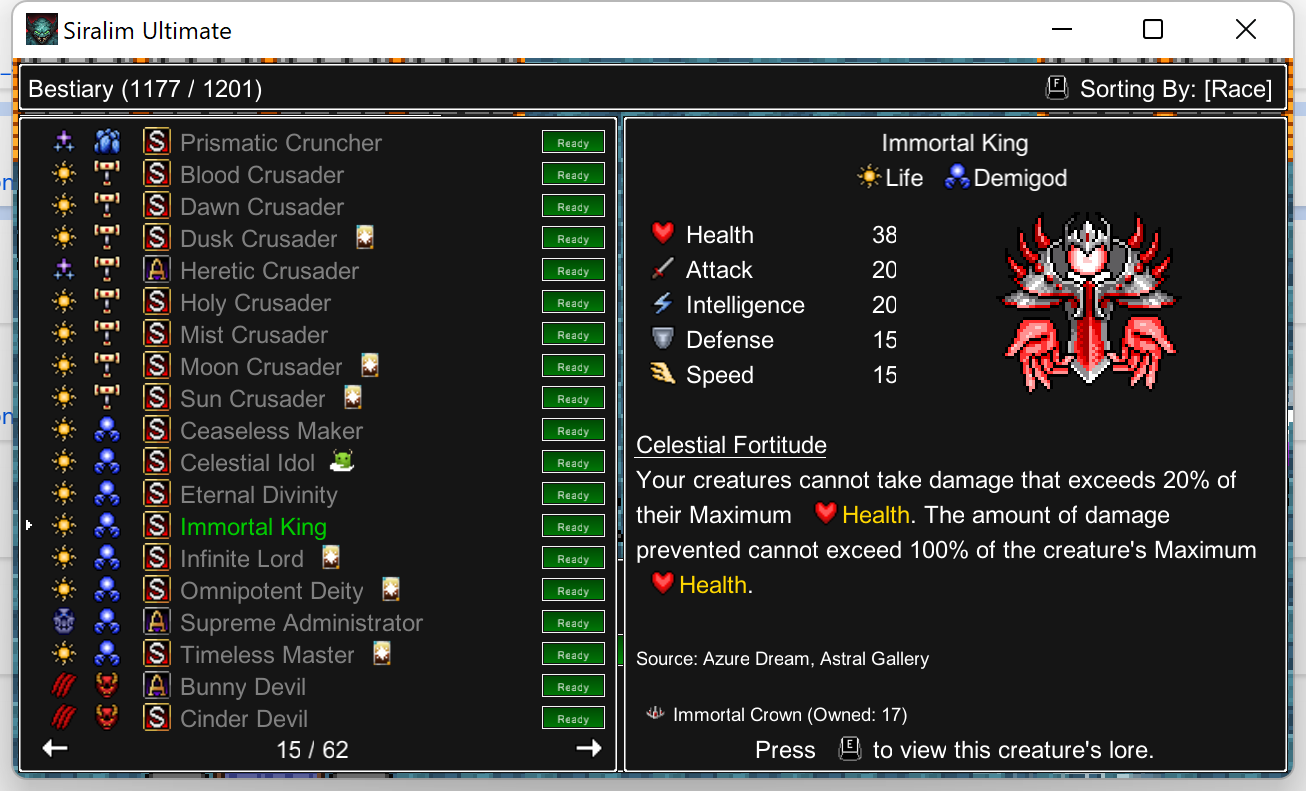 Siralim Ultimate
Bestiary (1177 / 1201)
F Sorting By: [Race]
S Prismatic Cruncher Ready
S Blood Crusader Ready
S Dawn Crusader Ready
S Dusk Crusader Ready
A Heretic Crusader Ready
S Holy Crusader Ready
S Mist Crusader Ready
S Moon Crusader Ready
S Sun Crusader Ready
S Ceaseless Maker Ready
S Celestial Idol Ready
S Eternal Divinity Ready
S Immortal King Ready
S Infinite Lord Ready
S Omnipotent Deity Ready
A Supreme Administrator Ready
S Timeless Master Ready
A Bunny Devil Ready
S Cinder Devil Ready
15 / 62
Immortal King
Life Demigod
Health 38
Attack 20
Intelligence 20
Defense 15
Speed 15
Celestial Fortitude
Your creatures cannot take damage that exceeds 20% of
their Maximum Health. The amount of damage
prevented cannot exceed 100% of the creature's Maximum
Health.
Source: Azure Dream, Astral Gallery
Immortal Crown (Owned: 17)
Press E to view this creature's lore.